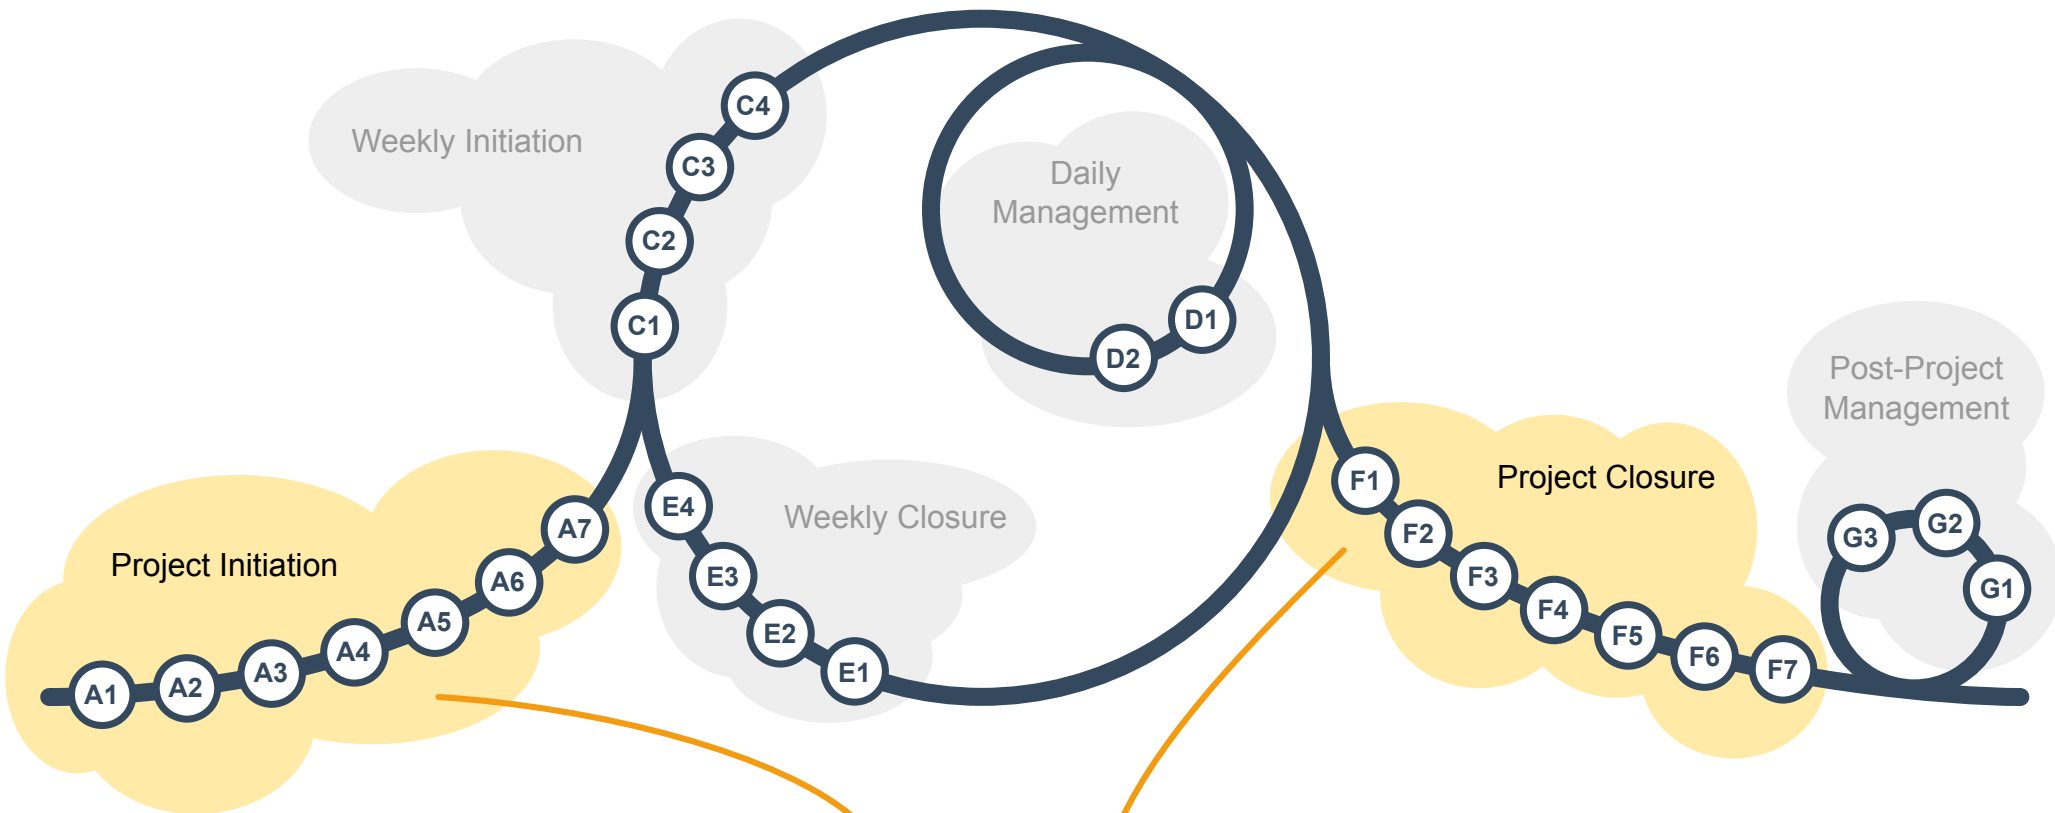 Weekly Initiation
C4
C3
C2
C1
Daily
Management
D1
D2
Project Initiation
A1
A2
A3
A4
A5
A6
A7
Weekly Closure
E4
E3
E2
E1
Project Closure
F1
F2
F3
F4
F5
F6
F7
Post-Project
Management
G3
G2
G1